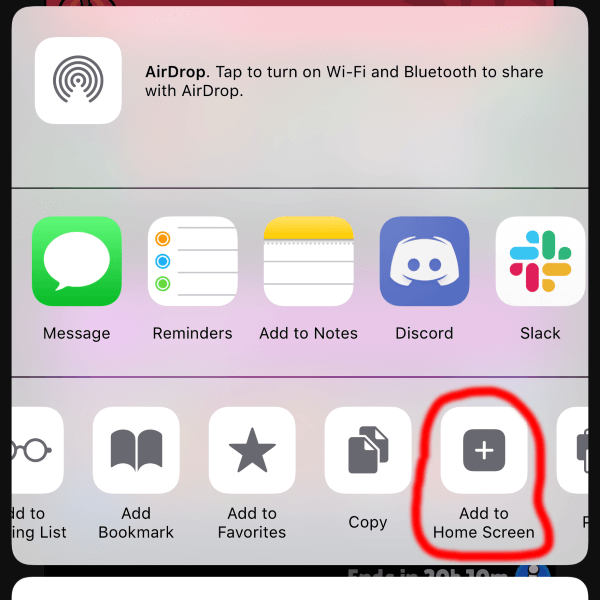 AirDrop. Tap to turn on Wi-Fi and Bluetooth to share
with AirDrop.
Message
Reminders
Add to Notes
Discord
Slack
dd to
ing List
Add
Bookmark
Add to
Favorites
Copy
Add to
Home Screen
P
Ends in 20h 10m